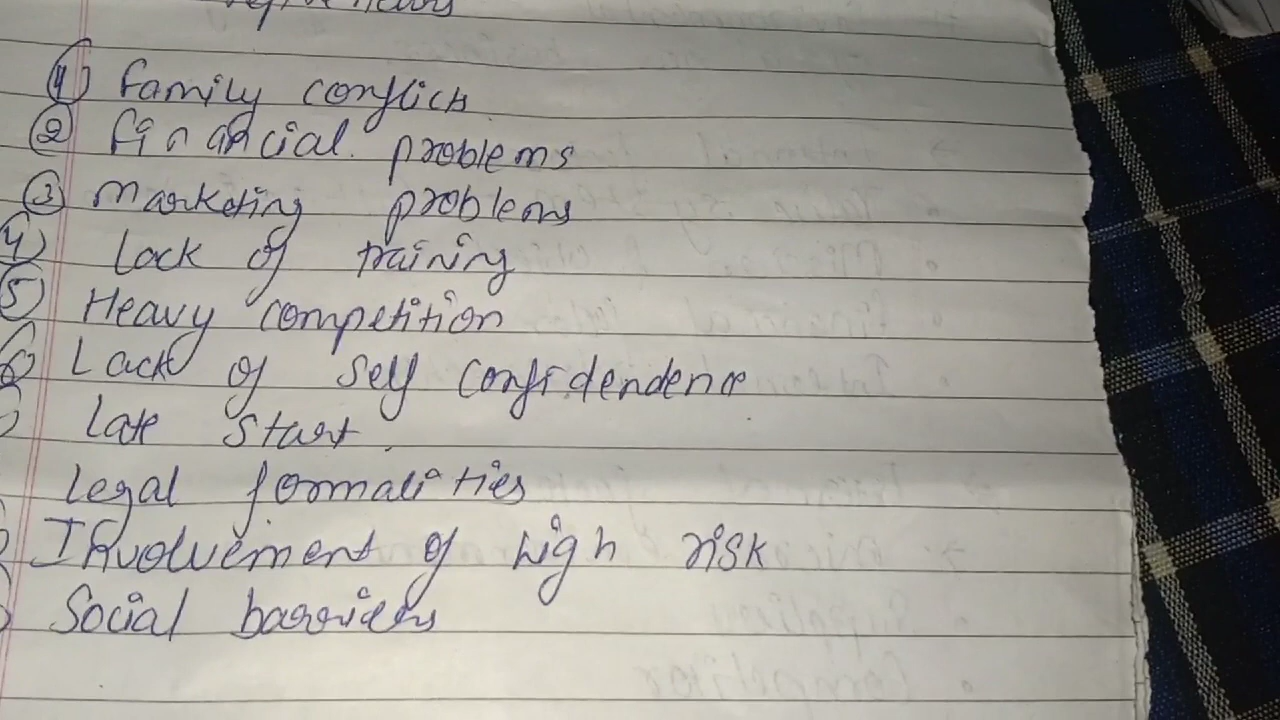 1) Family conflicts
2) Financial problems
3) Marketing problems
4) Lack of training
5) Heavy competition
6) Lack of Self Confidendence
Late Start
Legal formalities
Involvement of high risk
Social barriers